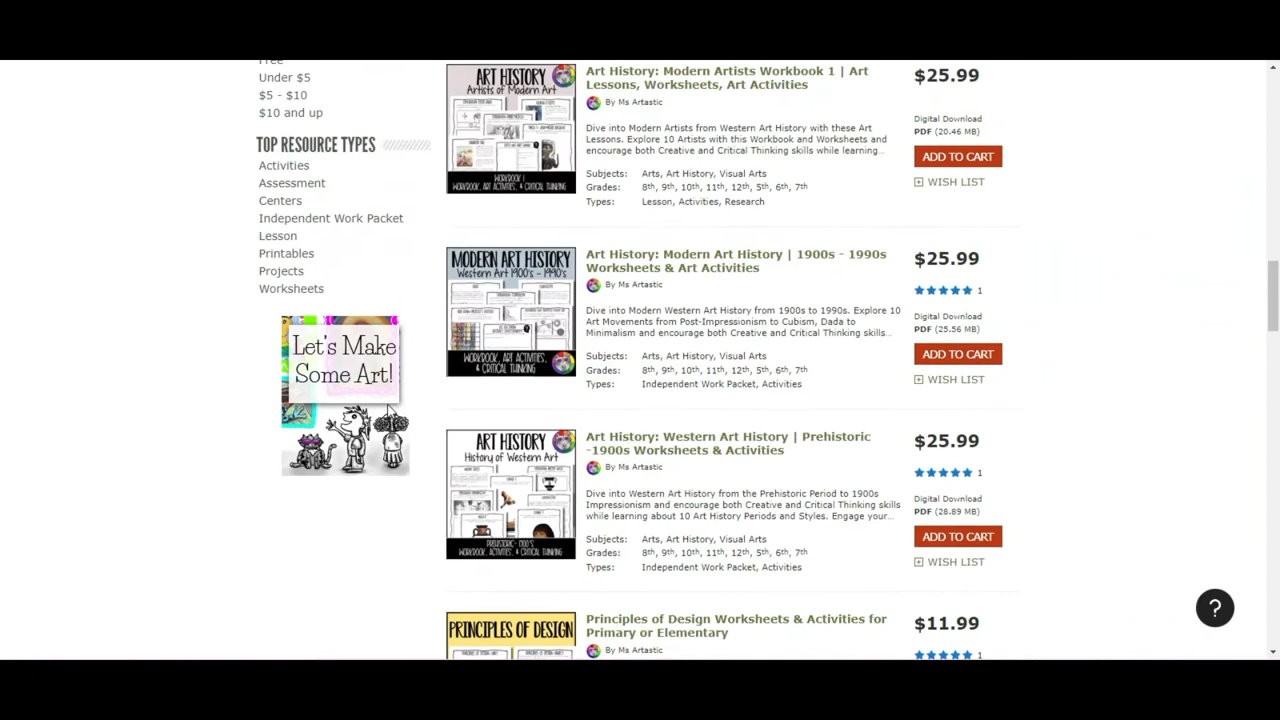 Free
Under $5
$5 - $10
$10 and up
TOP RESOURCE TYPES
Activities
Assessment
Centers
Independent Work Packet
Lesson
Printables
Projects
Worksheets
Let's Make
Some Art!
ART HISTORY
Artists of Modern Art
WORKBOOK 1
WORKBOOK, ART ACTIVITIES, & CRITICAL THINKING
Art History: Modern Artists Workbook 1 | Art
Lessons, Worksheets, Art Activities
By Ms Artastic
Dive into Modern Artists from Western Art History with these Art
Lessons. Explore 10 Artists with this Workbook and Worksheets and
encourage both Creative and Critical Thinking skills while learning...
Subjects: Arts, Art History, Visual Arts
Grades: 8th, 9th, 10th, 11th, 12th, 5th, 6th, 7th
Types: Lesson, Activities, Research
$25.99
Digital Download
PDF (20.46 MB)
ADD TO CART
WISH LIST
MODERN ART HISTORY
Western Art 1900's - 1990's
WORKBOOK, ART ACTIVITIES,
& CRITICAL THINKING
Art History: Modern Art History | 1900s - 1990s
Worksheets & Art Activities
By Ms Artastic
Dive into Modern Western Art History from 1900s to 1990s. Explore 10
Art Movements from Post-Impressionism to Cubism, Dada to
Minimalism and encourage both Creative and Critical Thinking skills...
Subjects: Arts, Art History, Visual Arts
Grades: 8th, 9th, 10th, 11th, 12th, 5th, 6th, 7th
Types: Independent Work Packet, Activities
$25.99
1
Digital Download
PDF (25.56 MB)
ADD TO CART
WISH LIST
ART HISTORY
History of Western Art
PREHISTORIC- 1900'S
WORKBOOK, ACTIVITIES, & CRITICAL THINKING
Art History: Western Art History | Prehistoric
-1900s Worksheets & Activities
By Ms Artastic
Dive into Western Art History from the Prehistoric Period to 1900s
Impressionism and encourage both Creative and Critical Thinking skills
while learning about 10 Art History Periods and Styles. Engage your...
Subjects: Arts, Art History, Visual Arts
Grades: 8th, 9th, 10th, 11th, 12th, 5th, 6th, 7th
Types: Independent Work Packet, Activities
$25.99
1
Digital Download
PDF (28.89 MB)
ADD TO CART
WISH LIST
PRINCIPLES OF DESIGN
Principles of Design Worksheets & Activities for
Primary or Elementary
By Ms Artastic
$11.99
1
?